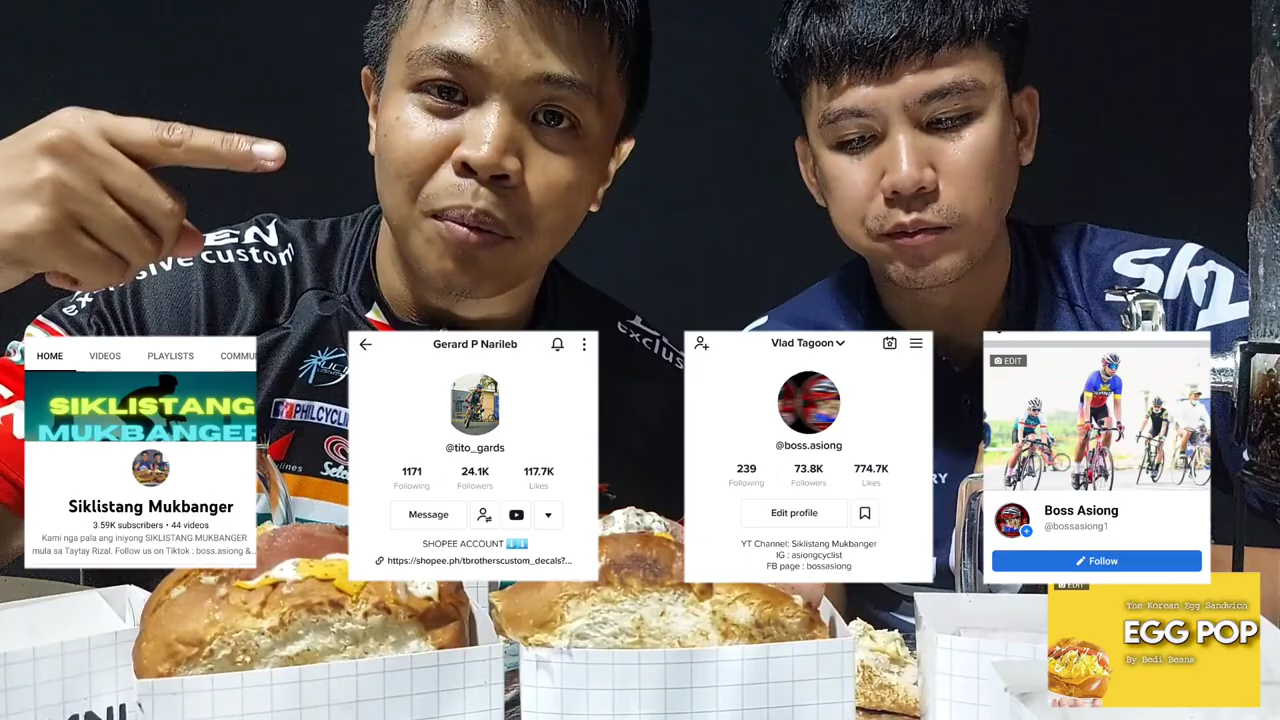 EN
exclusive custom
SKY
PHILCYCLING
HOME VIDEOS PLAYLISTS
SIKLISTANG
MUKBANGER
Siklistang Mukbanger
3.59K subscribers • 44 videos
Kami nga pala ang iniyong SIKLISTANG MUKBANGER
mula sa Taytay Rizal. Follow us on Tiktok : boss.asiong &...
Gerard P Narileb
@tito_gards
1171 24.1K 117.7K
Following Followers Likes
Message
SHOPEE ACCOUNT
https://shopee.ph/tbrotherscustom_decals?...
Vlad Tagoon
@boss.asiong
239 73.8K 774.7K
Following Followers Likes
Edit profile
YT Channel: Siklistang Mukbanger
IG : asiongcyclist
FB page : bossasiong
EDIT
Boss Asiong
@bossasiong1
Follow
EDIT
The Korean Egg Sandwich
EGG POP
By Bedi Beans